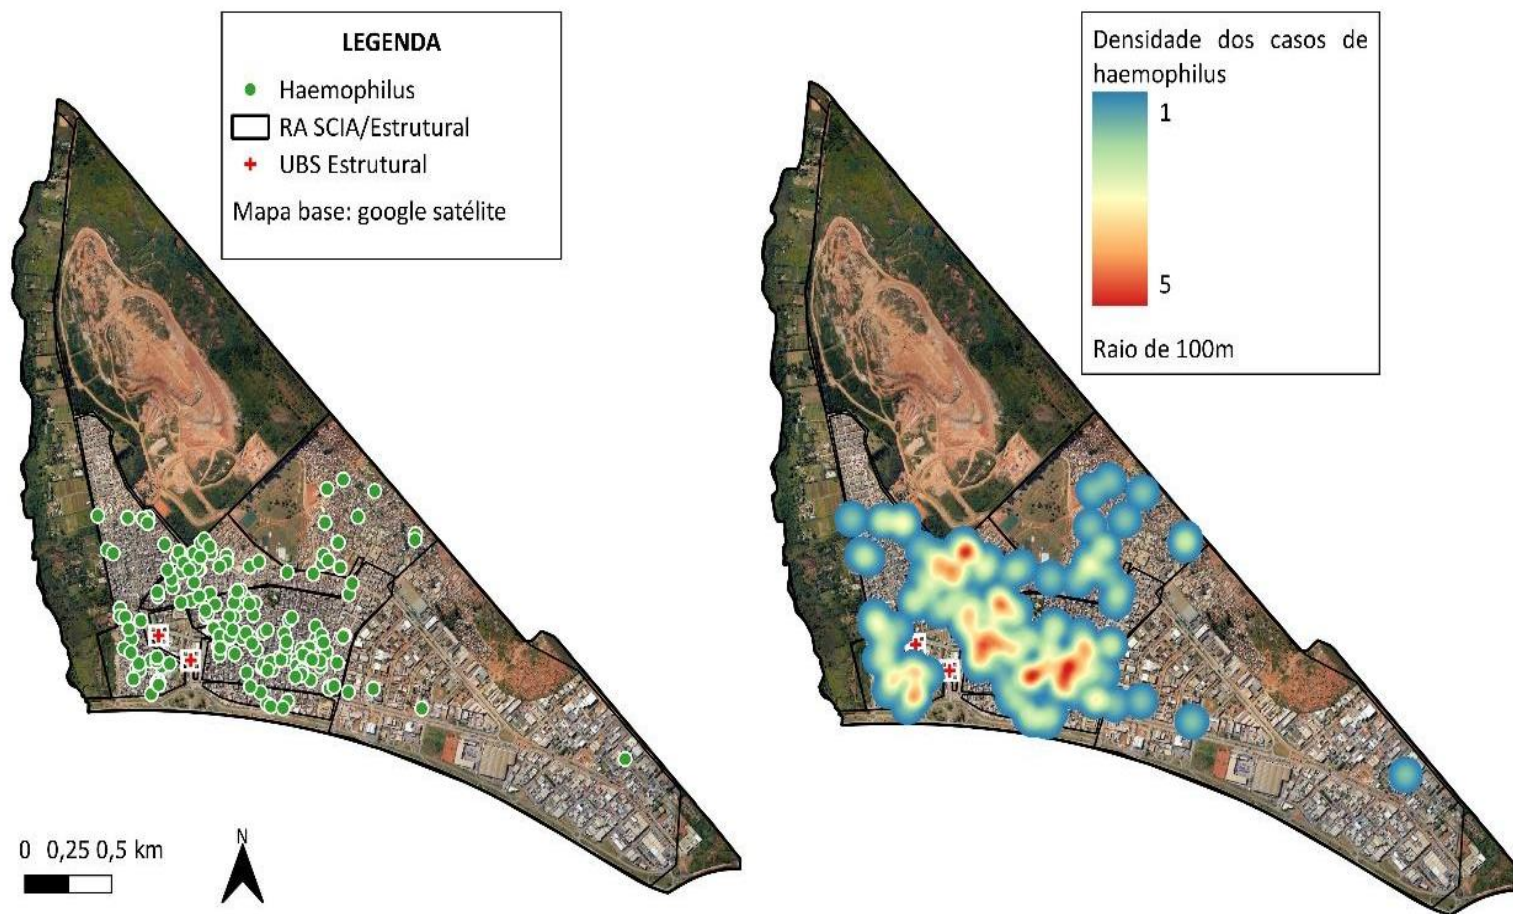 LEGENDA
Haemophilus
RA SCIA/Estrutural
UBS Estrutural
Mapa base: google satélite
0 0,25 0,5 km
N
Densidade dos casos de
haemophilus
1
5
Raio de 100m